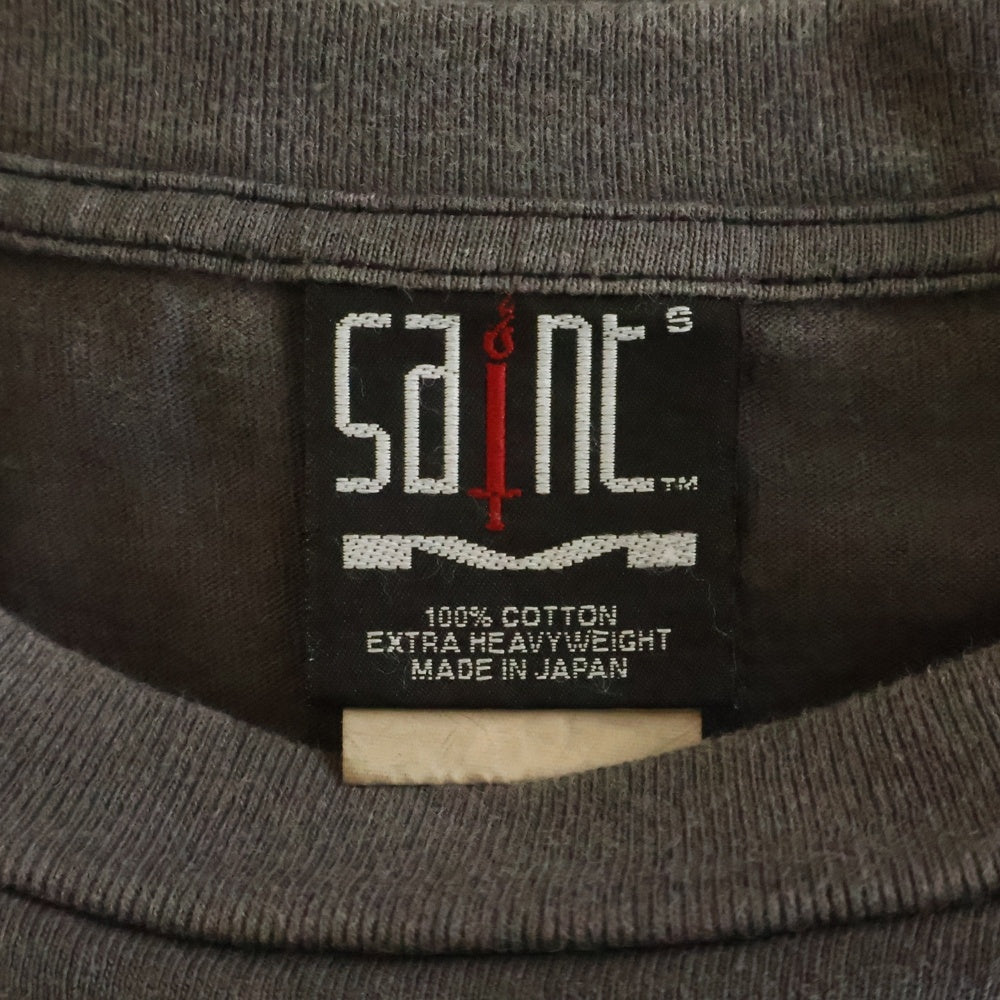 saint S
TM
100% COTTON
EXTRA HEAVYWEIGHT
MADE IN JAPAN